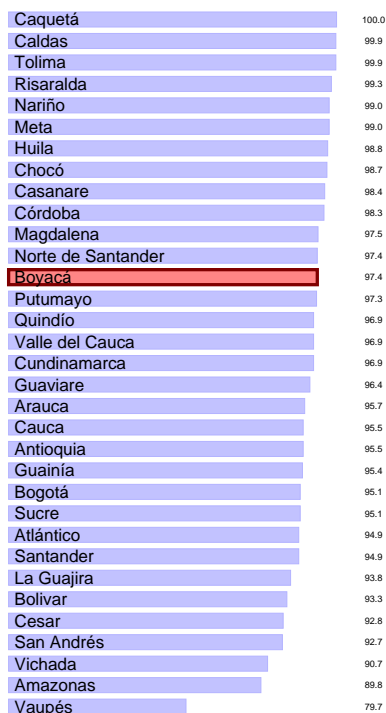 Caquetá 100.0
Caldas 99.9
Tolima 99.9
Risaralda 99.3
Nariño 99.0
Meta 99.0
Huila 98.8
Chocó 98.7
Casanare 98.4
Córdoba 98.3
Magdalena 97.5
Norte de Santander 97.4
Boyacá 97.4
Putumayo 97.3
Quindío 96.9
Valle del Cauca 96.9
Cundinamarca 96.9
Guaviare 96.4
Arauca 95.7
Cauca 95.5
Antioquia 95.5
Guainía 95.4
Bogotá 95.1
Sucre 95.1
Atlántico 94.9
Santander 94.9
La Guajira 93.8
Bolivar 93.3
Cesar 92.8
San Andrés 92.7
Vichada 90.7
Amazonas 89.8
Vaupés 79.7